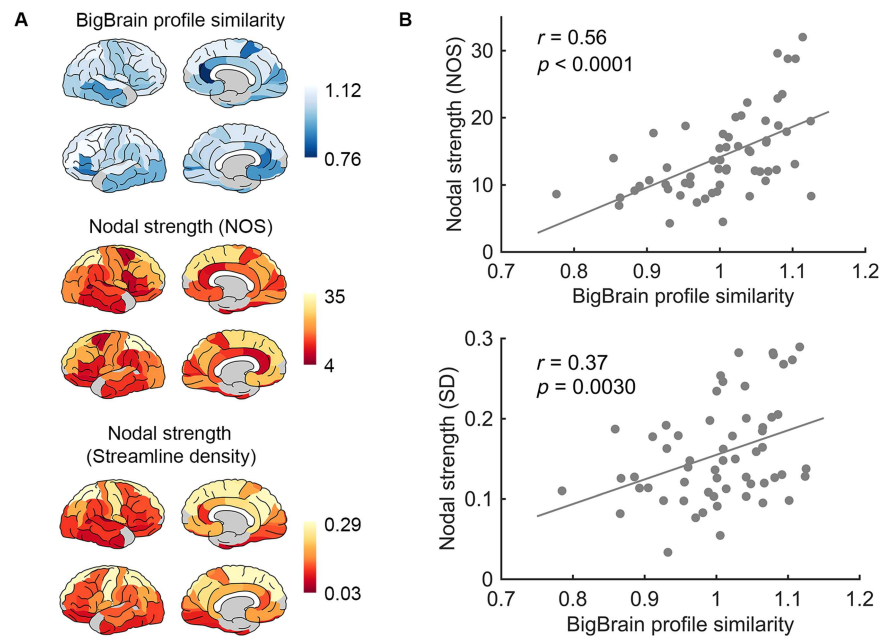 A
BigBrain profile similarity
1.12
0.76
Nodal strength (NOS)
35
4
Nodal strength
(Streamline density)
0.29
0.03
B
r = 0.56
p < 0.0001
Nodal strength (NOS)
30
20
10
0
0.7 0.8 0.9 1 1.1 1.2
BigBrain profile similarity
r = 0.37
p = 0.0030
Nodal strength (SD)
0.3
0.2
0.1
0
0.7 0.8 0.9 1 1.1 1.2
BigBrain profile similarity